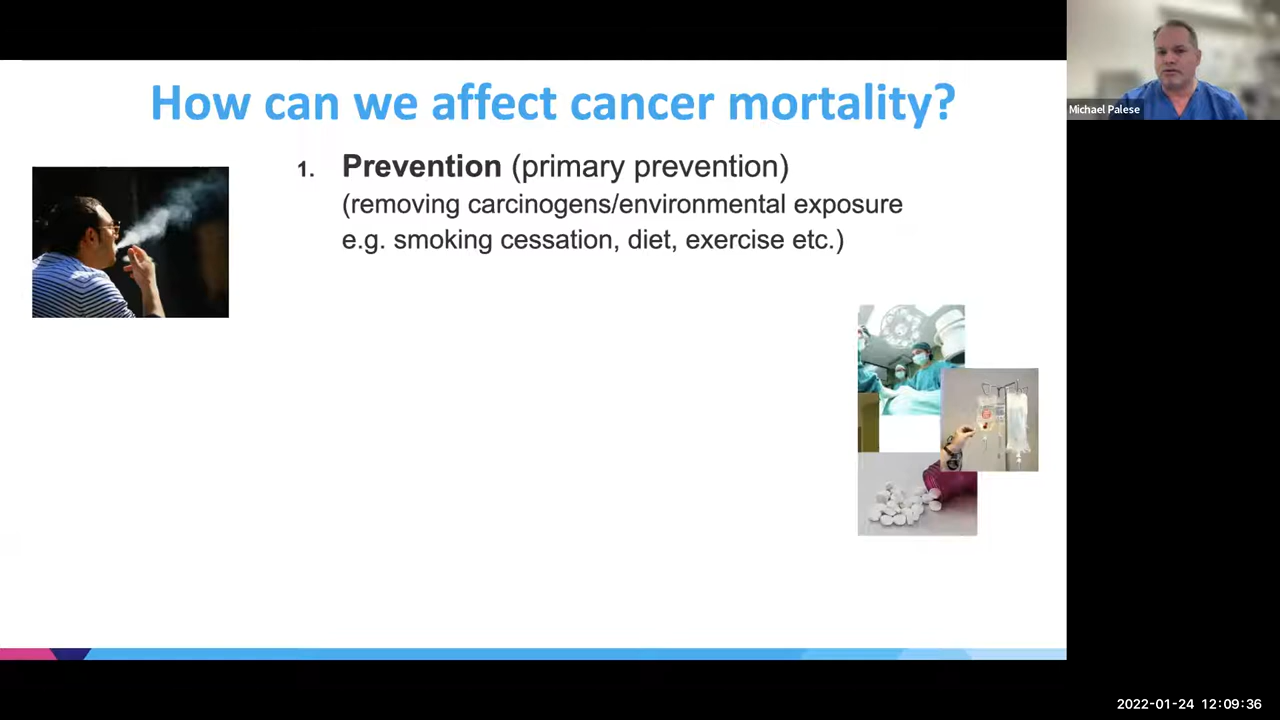 How can we affect cancer mortality?
1. Prevention (primary prevention)
(removing carcinogens/environmental exposure
e.g. smoking cessation, diet, exercise etc.)
Michael Palese
2022-01-24 12:09:36